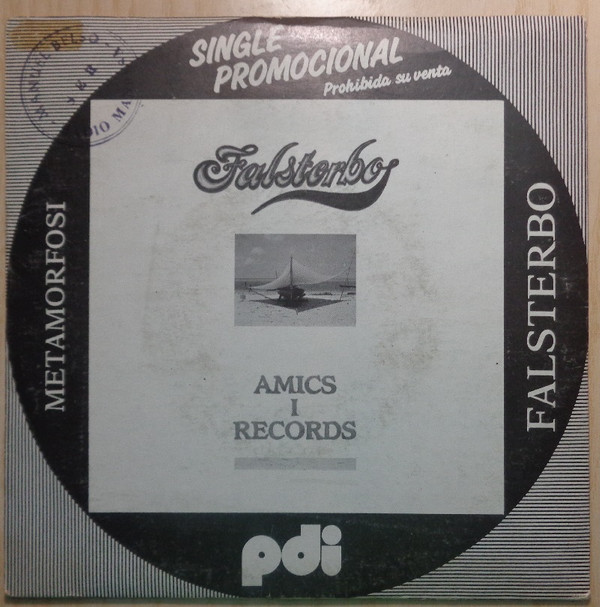 SINGLE
PROMOCIONAL
Prohibida su venta
Falsterbo
METAMORFOSI
FALSTERBO
AMICS
I
RECORDS
pdi